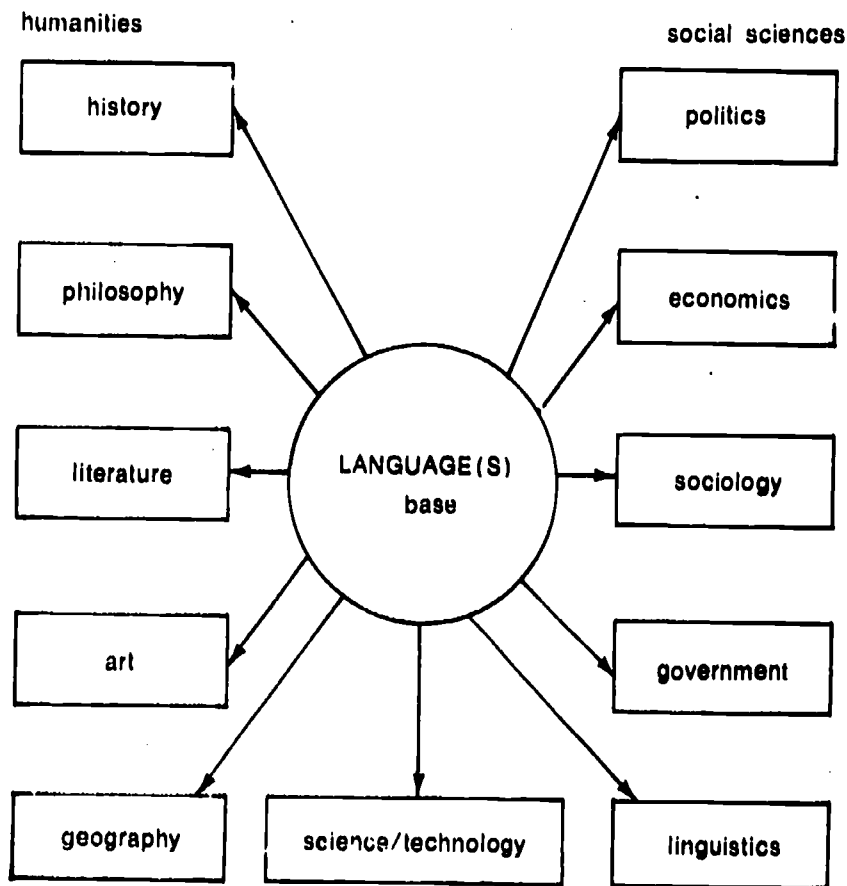 humanities
social sciences
history
politics
philosophy
economics
literature
LANGUAGE(S)
base
sociology
art
government
geography
science/technology
linguistics